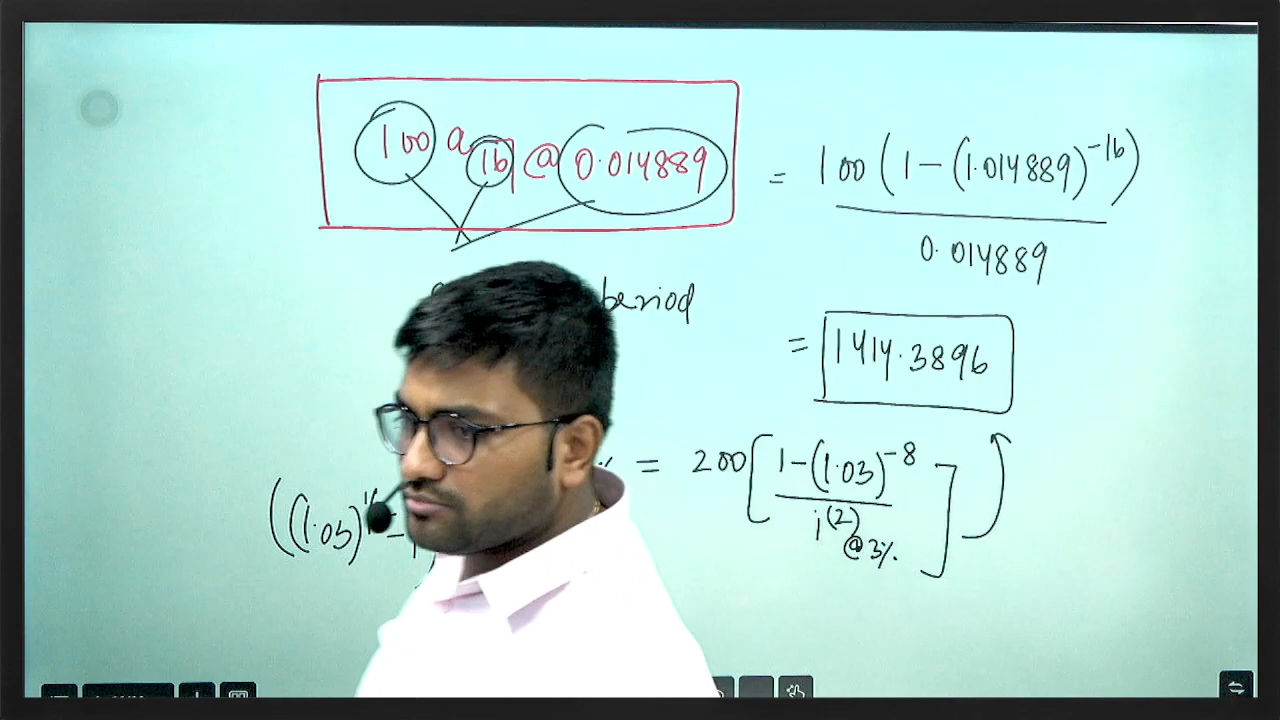 100 a 16 @ 0.014889 = 100 (1 - (1.014889)^-16)
0.014889
period
= 1414.3896
% = 200 [ 1 - (1.03)^-8
i^(2) @ 3% ]
((1.03)